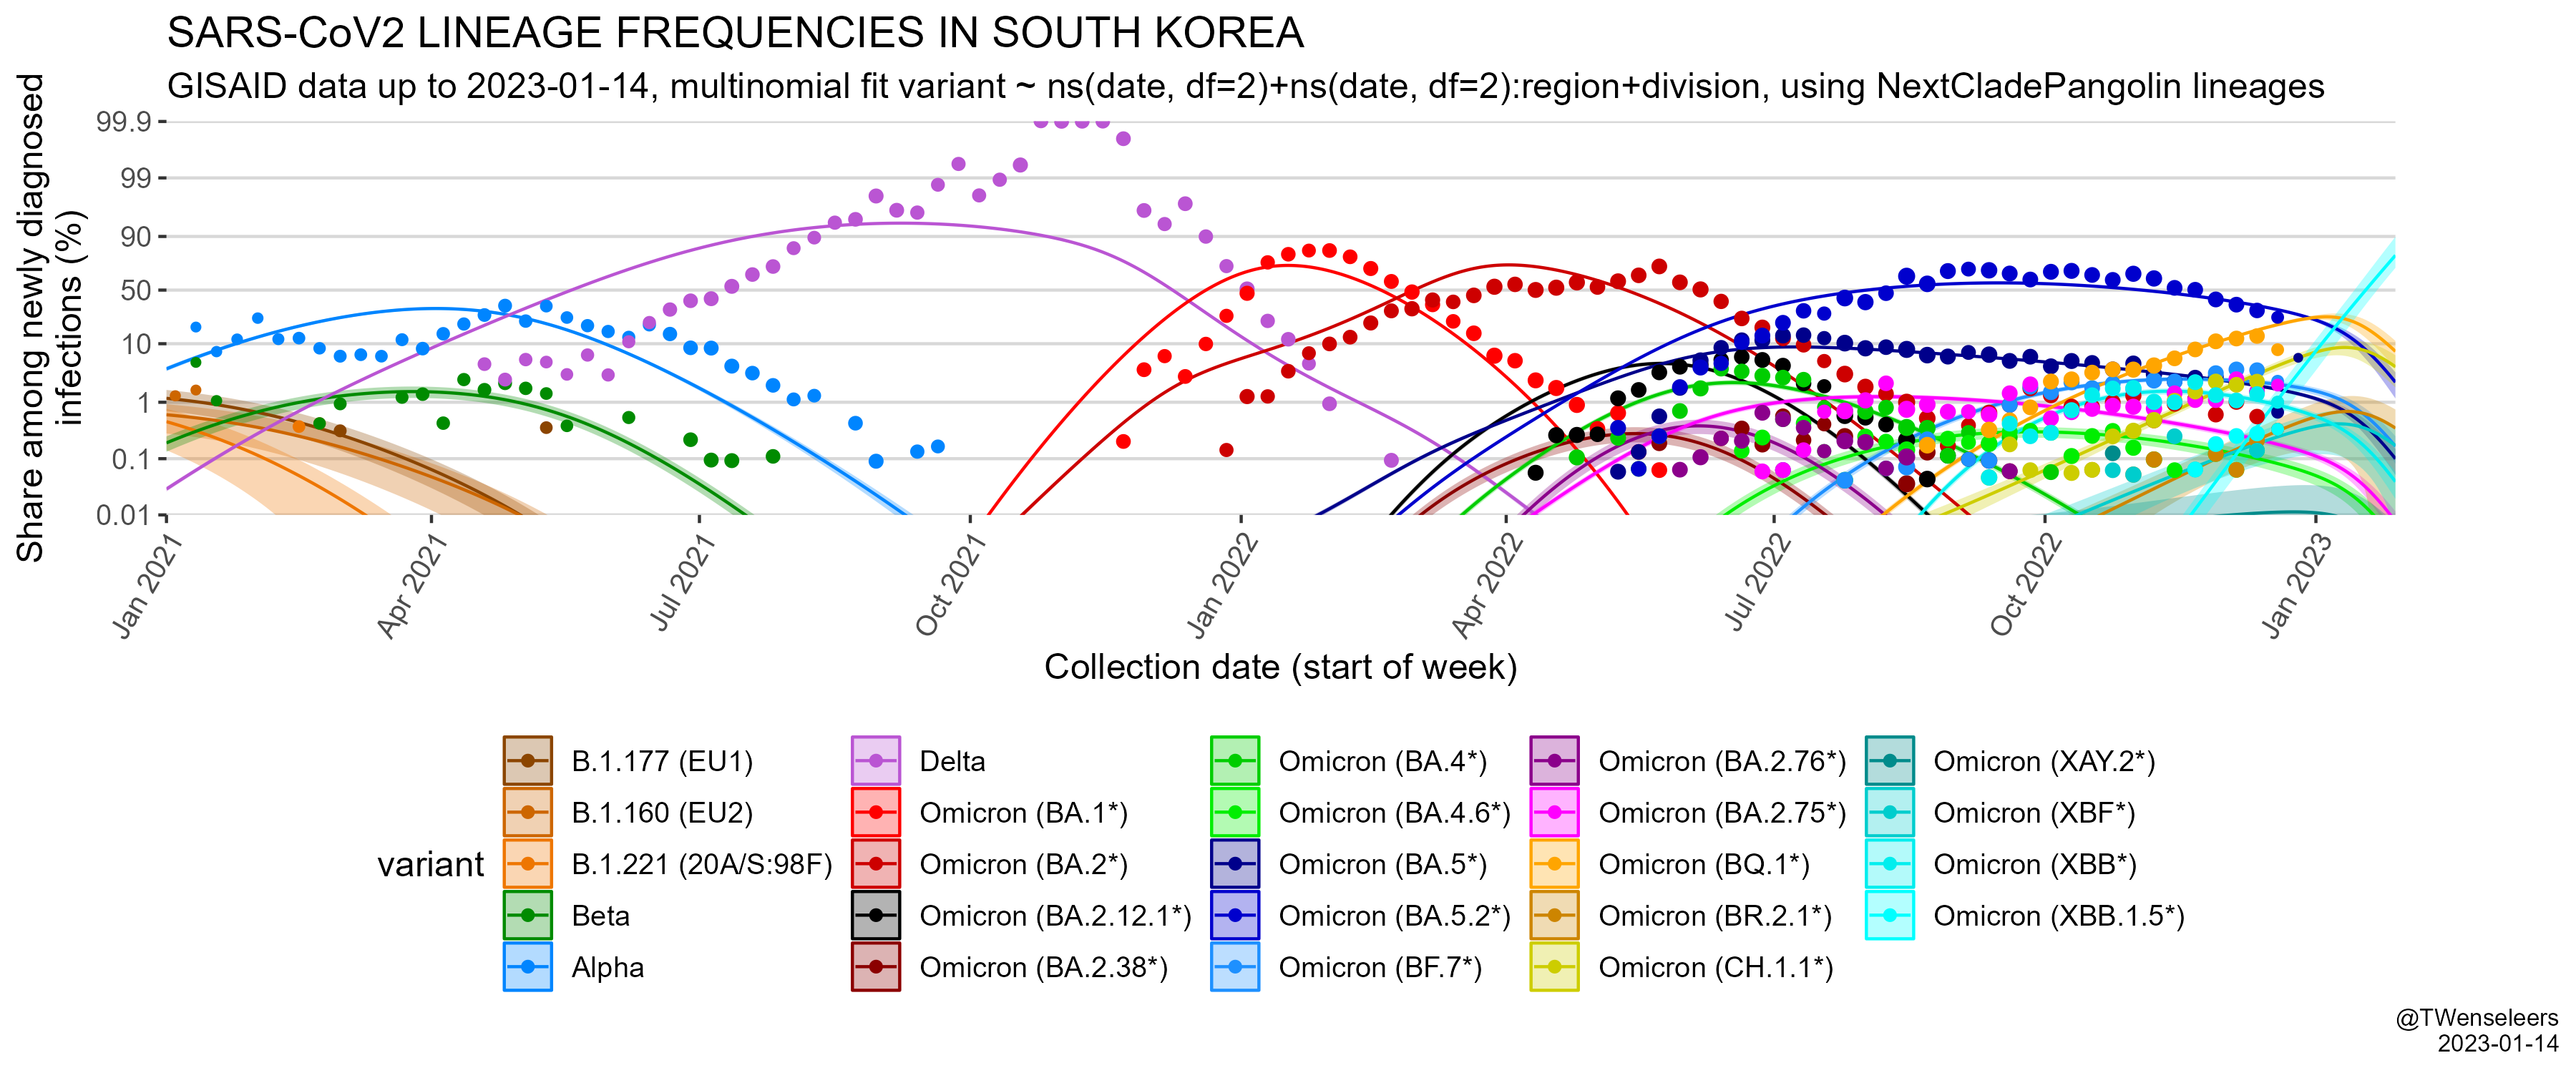 SARS-CoV2 LINEAGE FREQUENCIES IN SOUTH KOREA
GISAID data up to 2023-01-14, multinomial fit variant ~ ns(date, df=2)+ns(date, df=2):region+division, using NextCladePangolin lineages
Share among newly diagnosed
infections (%)
99.9
99
90
50
10
1
0.1
0.01
Jan 2021
Apr 2021
Jul 2021
Oct 2021
Jan 2022
Apr 2022
Jul 2022
Oct 2022
Jan 2023
Collection date (start of week)
variant
B.1.177 (EU1)
B.1.160 (EU2)
B.1.221 (20A/S:98F)
Beta
Alpha
Delta
Omicron (BA.1*)
Omicron (BA.2*)
Omicron (BA.2.12.1*)
Omicron (BA.2.38*)
Omicron (BA.4*)
Omicron (BA.4.6*)
Omicron (BA.5*)
Omicron (BA.5.2*)
Omicron (BF.7*)
Omicron (BA.2.76*)
Omicron (BA.2.75*)
Omicron (BQ.1*)
Omicron (BR.2.1*)
Omicron (CH.1.1*)
Omicron (XAY.2*)
Omicron (XBF*)
Omicron (XBB*)
Omicron (XBB.1.5*)
@TWenseleers
2023-01-14